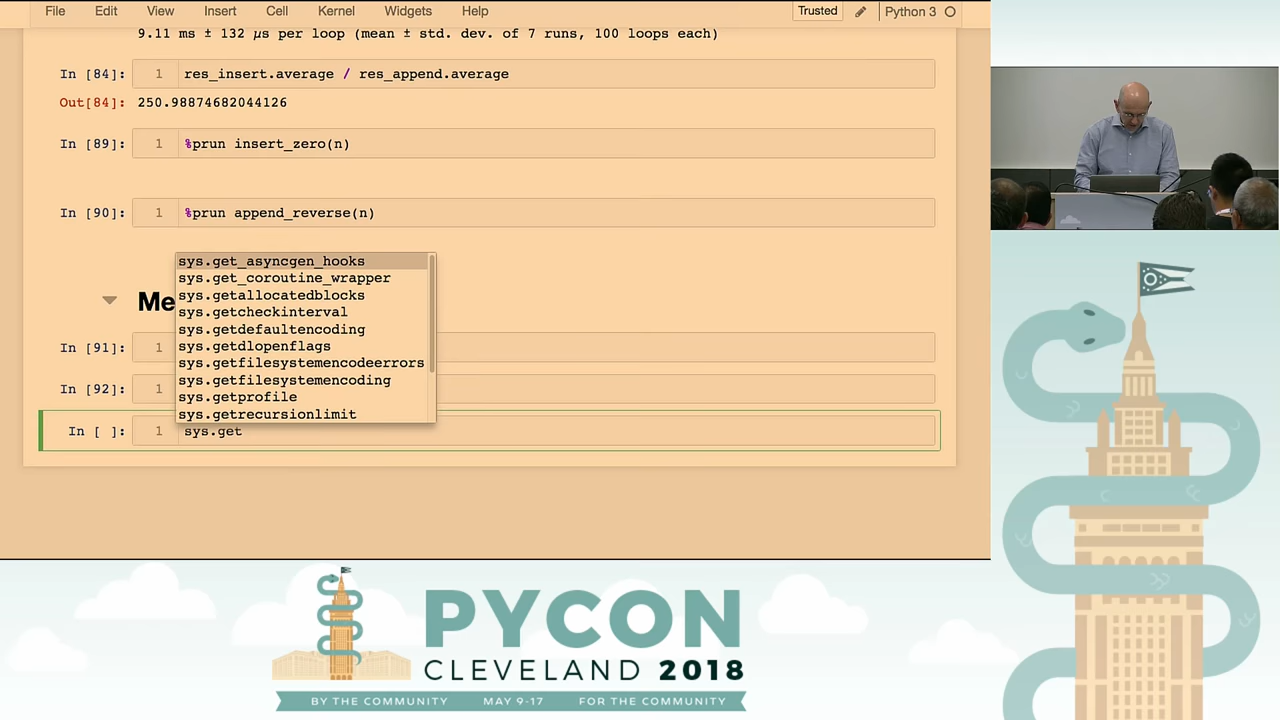 File Edit View Insert Cell Kernel Widgets Help Trusted Python 3
9.11 ms ± 132 µs per loop (mean ± std. dev. of 7 runs, 100 loops each)
In [84]: 1 res_insert.average / res_append.average
Out[84]: 250.98874682044126
In [89]: 1 %prun insert_zero(n)
In [90]: 1 %prun append_reverse(n)
sys.get_asyncgen_hooks
sys.get_coroutine_wrapper
sys.getallocatedblocks
Me
sys.getcheckinterval
sys.getdefaultencoding
In [91]: 1 sys.getdlopenflags
sys.getfilesystemencodeerrors
In [92]: 1 sys.getfilesystemencoding
sys.getprofile
sys.getrecursionlimit
In [ ]: 1 sys.get
PYCON
CLEVELAND 2018
BY THE COMMUNITY MAY 9-17 FOR THE COMMUNITY